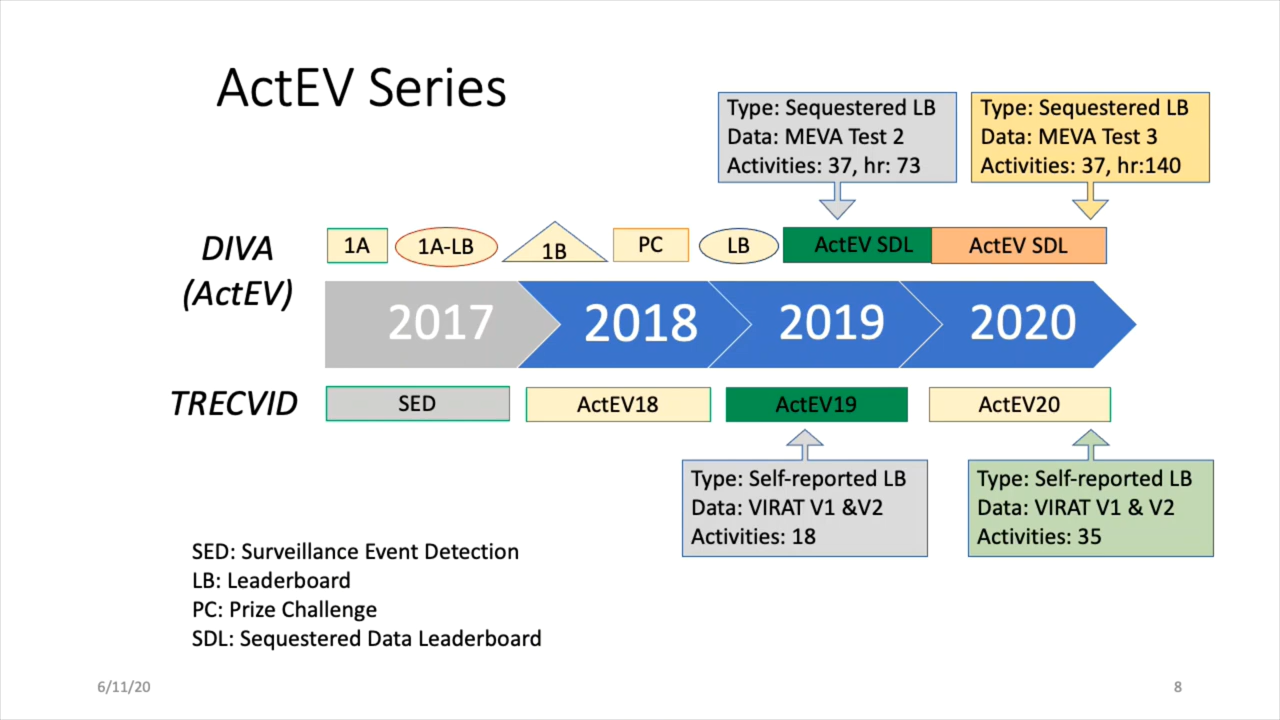 ActEV Series
Type: Sequestered LB
Data: MEVA Test 2
Activities: 37, hr: 73
Type: Sequestered LB
Data: MEVA Test 3
Activities: 37, hr:140
DIVA
(ActEV)
1A
1A-LB
1B
PC
LB
ActEV SDL
ActEV SDL
2017
2018
2019
2020
TRECVID
SED
ActEV18
ActEV19
ActEV20
Type: Self-reported LB
Data: VIRAT V1 &V2
Activities: 18
Type: Self-reported LB
Data: VIRAT V1 & V2
Activities: 35
SED: Surveillance Event Detection
LB: Leaderboard
PC: Prize Challenge
SDL: Sequestered Data Leaderboard
6/11/20
8